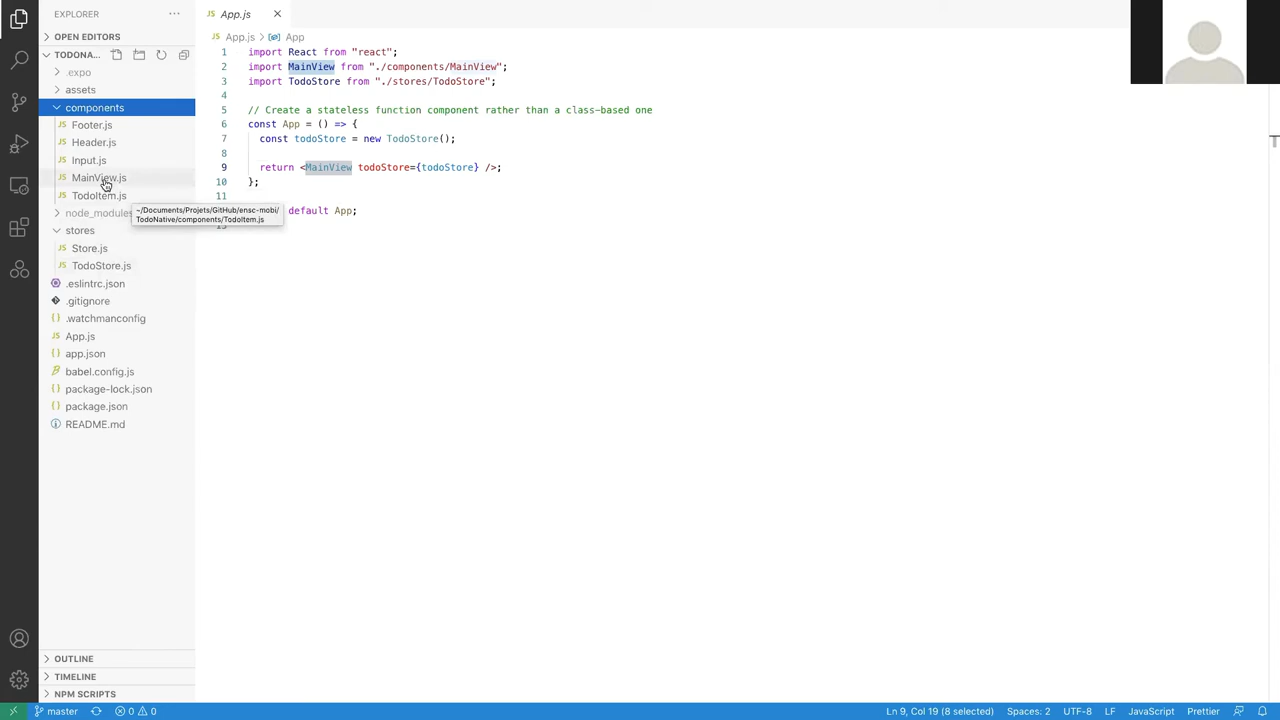 EXPLORER
OPEN EDITORS
TODONA...
.expo
assets
components
Footer.js
Header.js
Input.js
MainView.js
TodoItem.js
node_modules
stores
Store.js
TodoStore.js
.eslintrc.json
.gitignore
.watchmanconfig
App.js
app.json
babel.config.js
package-lock.json
package.json
README.md
OUTLINE
TIMELINE
NPM SCRIPTS
~/Documents/Projets/GitHub/ensc-mobi/
TodoNative/components/TodoItem.js
JS App.js
JS App.js > App
1 import React from "react";
2 import MainView from "./components/MainView";
3 import TodoStore from "./stores/TodoStore";
4
5 // Create a stateless function component rather than a class-based one
6 const App = () => {
7 const todoStore = new TodoStore();
8
9 return <MainView todoStore={todoStore} />;
10 };
11
default App;
master
0 0
Ln 9, Col 19 (8 selected)
Spaces: 2
UTF-8
LF
JavaScript
Prettier